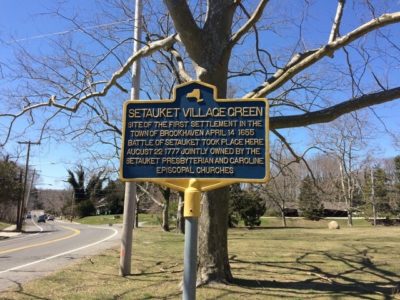 SETAUKET VILLAGE GREEN
SITE OF THE FIRST SETTLEMENT IN THE
TOWN OF BROOKHAVEN APRIL 14 1655
BATTLE OF SETAUKET TOOK PLACE HERE
AUGUST 22 1777 JOINTLY OWNED BY THE
SETAUKET PRESBYTERIAN AND CAROLINE
EPISCOPAL CHURCHES